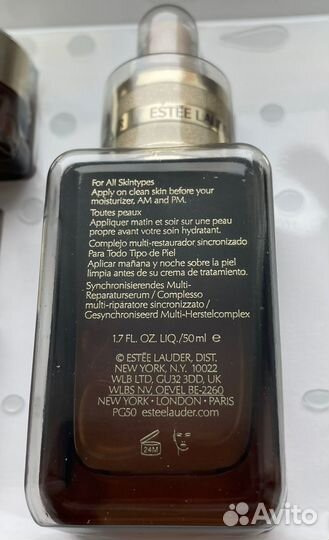 ESTĒE LAU
For All Skintypes
Apply on clean skin before your
moisturizer, AM and PM.
Toutes peaux
Appliquer matin et soir sur une peau
propre avant votre soin hydratant.
Complejo multi-restaurador sincronizado
Para Todo Tipo de Piel
Aplicar mañana y noche sobre la piel
limpia antes de su crema de tratamiento.
Synchronisierendes Multi-
Reparaturserum / Complesso
multi-riparatore sincronizzato /
Gesynchroniseerd Multi-Herstelcomplex
1.7 FL. OZ. LIQ./50ml e
© ESTĒE LAUDER, DIST.
NEW YORK, N.Y. 10022
WLB LTD, GU32 3DD, UK
WLBS NV. OEVEL BE-2260
NEW YORK • LONDON • PARIS
PG50 esteelauder.com
24M
Avito